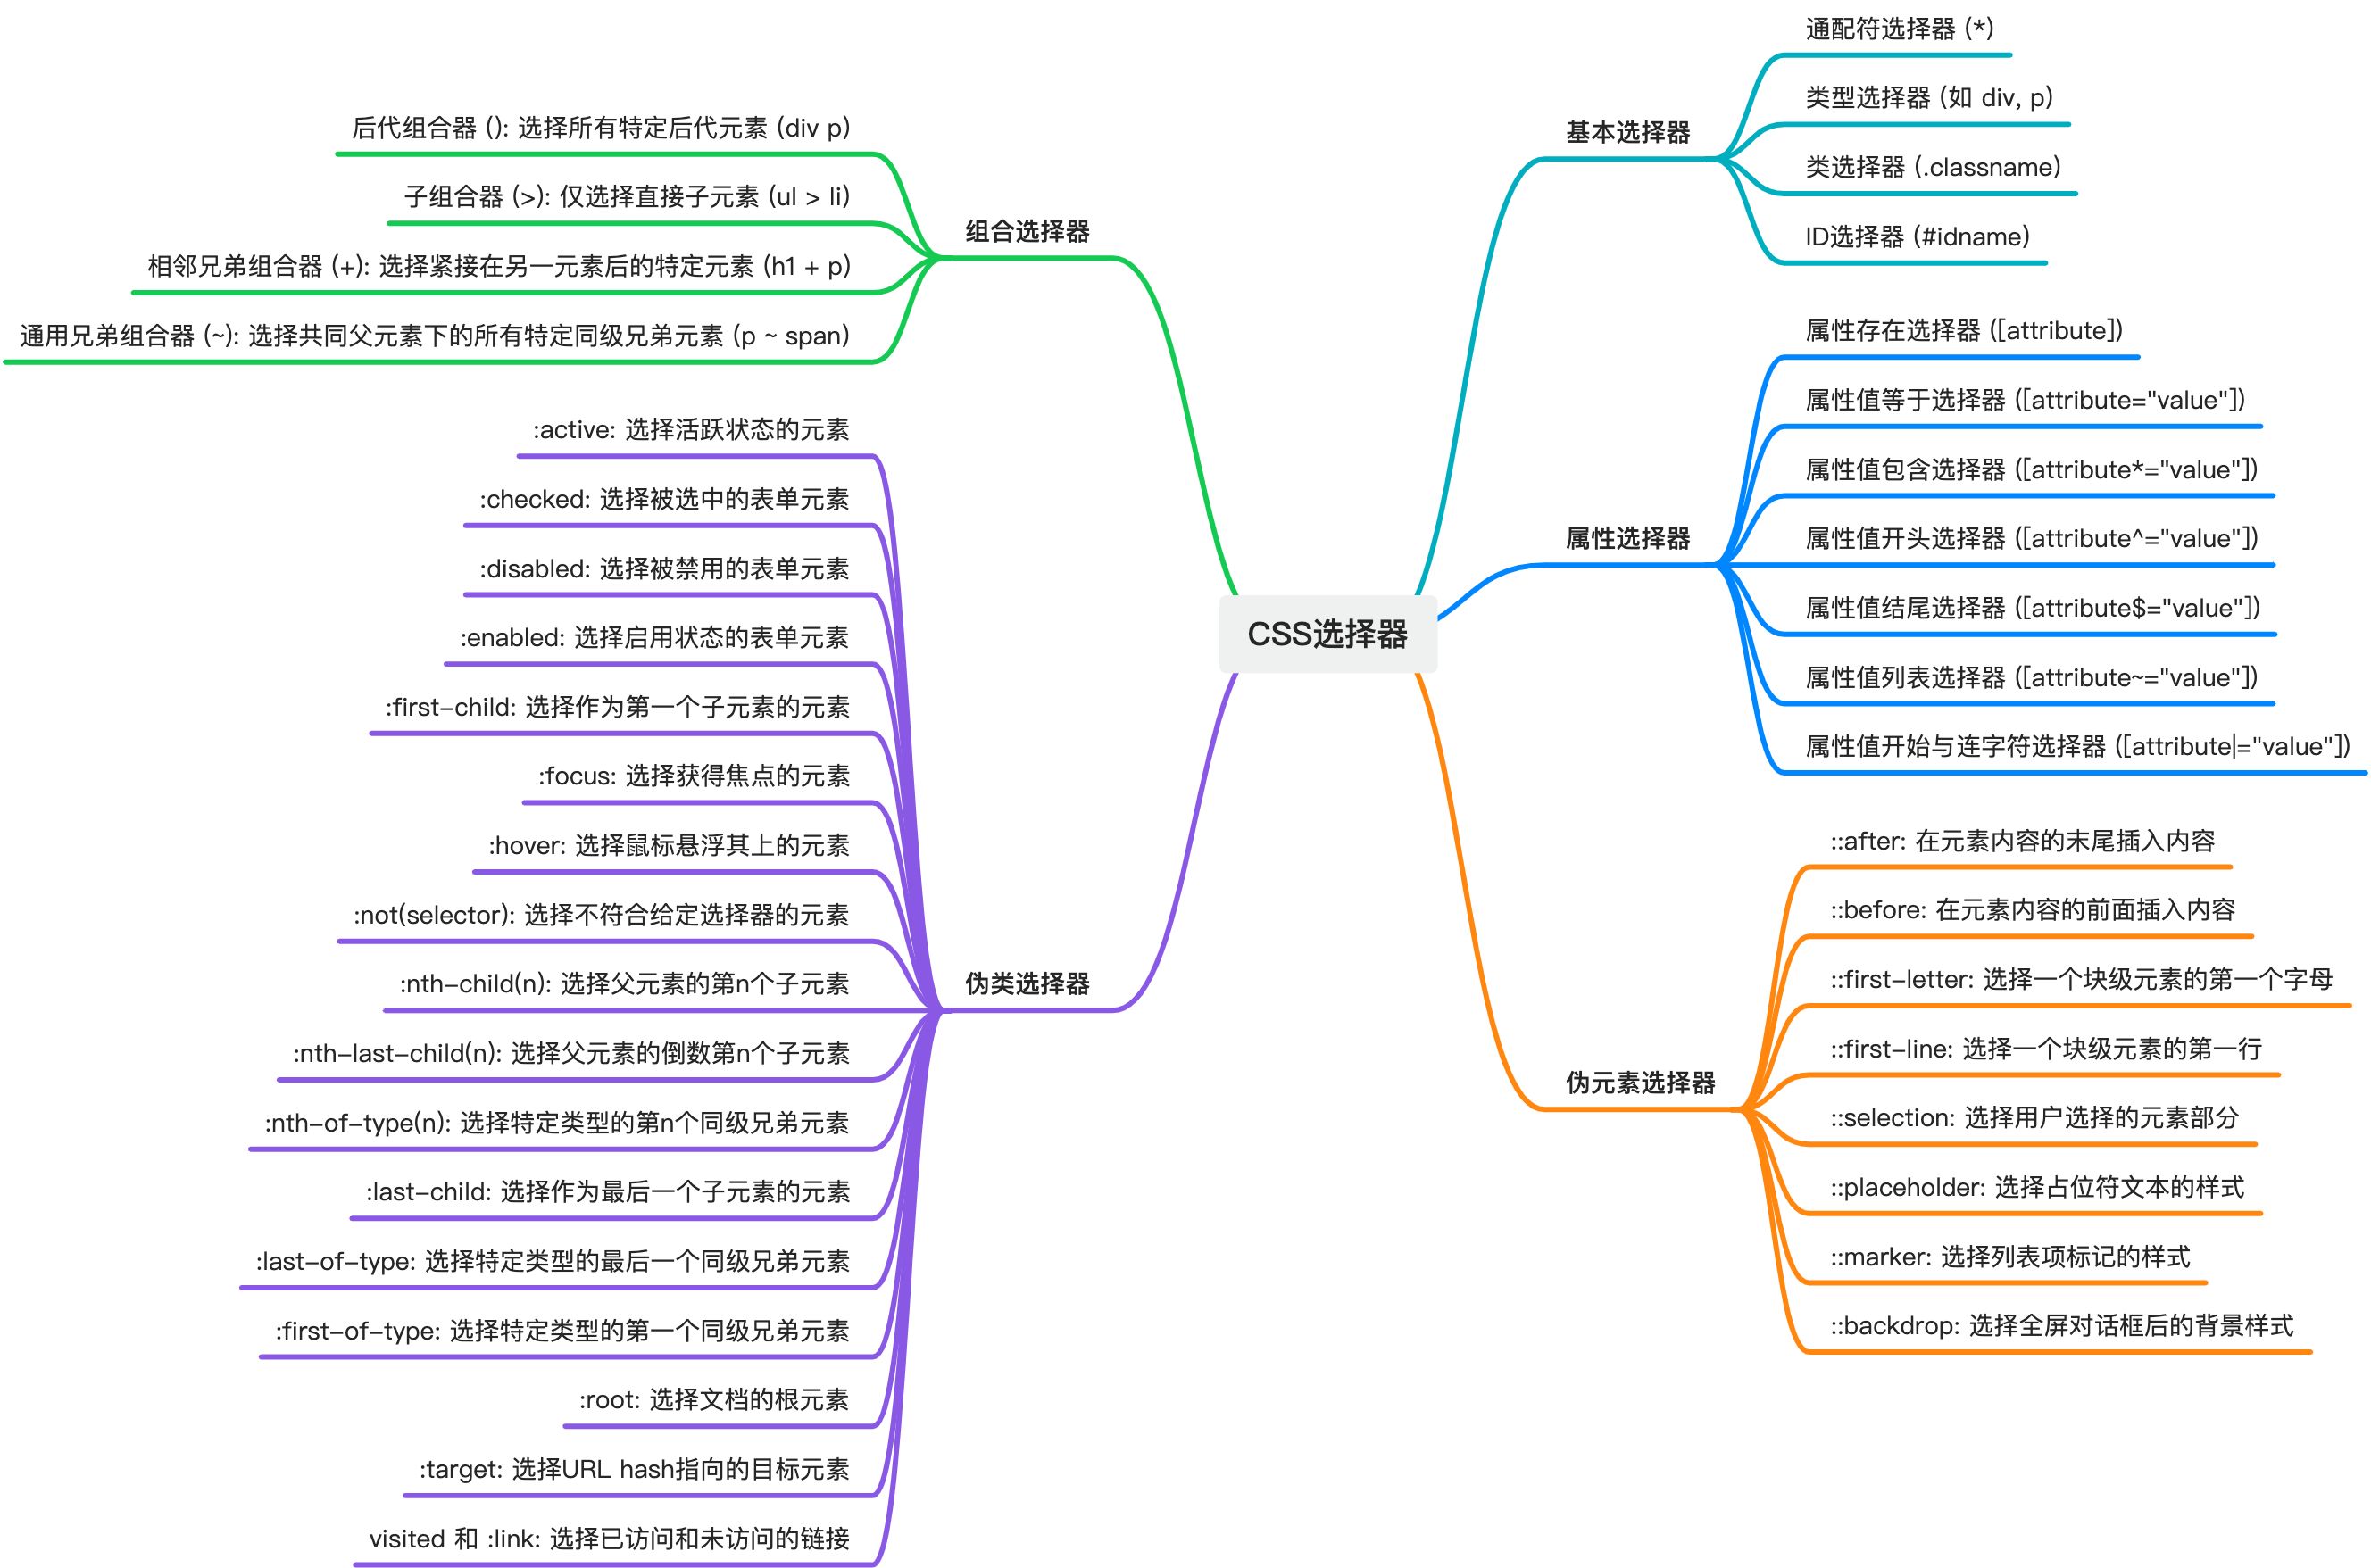 CSS选择器
基本选择器
通配符选择器 (*)
类型选择器 (如 div, p)
类选择器 (.classname)
ID选择器 (#idname)
属性选择器
属性存在选择器 ([attribute])
属性值等于选择器 ([attribute="value"])
属性值包含选择器 ([attribute*="value"])
属性值开头选择器 ([attribute^="value"])
属性值结尾选择器 ([attribute$="value"])
属性值列表选择器 ([attribute~="value"])
属性值开始与连字符选择器 ([attribute|="value"])
伪元素选择器
::after: 在元素内容的末尾插入内容
::before: 在元素内容的前面插入内容
::first-letter: 选择一个块级元素的第一个字母
::first-line: 选择一个块级元素的第一行
::selection: 选择用户选择的元素部分
::placeholder: 选择占位符文本的样式
::marker: 选择列表项标记的样式
::backdrop: 选择全屏对话框后的背景样式
组合选择器
后代组合器 (): 选择所有特定后代元素 (div p)
子组合器 (>): 仅选择直接子元素 (ul > li)
相邻兄弟组合器 (+): 选择紧接在另一元素后的特定元素 (h1 + p)
通用兄弟组合器 (~): 选择共同父元素下的所有特定同级兄弟元素 (p ~ span)
伪类选择器
:active: 选择活跃状态的元素
:checked: 选择被选中的表单元素
:disabled: 选择被禁用的表单元素
:enabled: 选择启用状态的表单元素
:first-child: 选择作为第一个子元素的元素
:focus: 选择获得焦点的元素
:hover: 选择鼠标悬浮其上的元素
:not(selector): 选择不符合给定选择器的元素
:nth-child(n): 选择父元素的第n个子元素
:nth-last-child(n): 选择父元素的倒数第n个子元素
:nth-of-type(n): 选择特定类型的第n个同级兄弟元素
:last-child: 选择作为最后一个子元素的元素
:last-of-type: 选择特定类型的最后一个同级兄弟元素
:first-of-type: 选择特定类型的第一个同级兄弟元素
:root: 选择文档的根元素
:target: 选择URL hash指向的目标元素
visited 和 :link: 选择已访问和未访问的链接